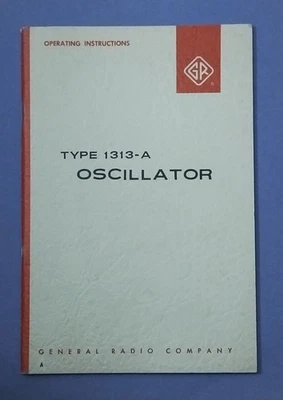 OPERATING INSTRUCTIONS
GR
®
TYPE 1313-A
OSCILLATOR
GENERAL RADIO COMPANY
A